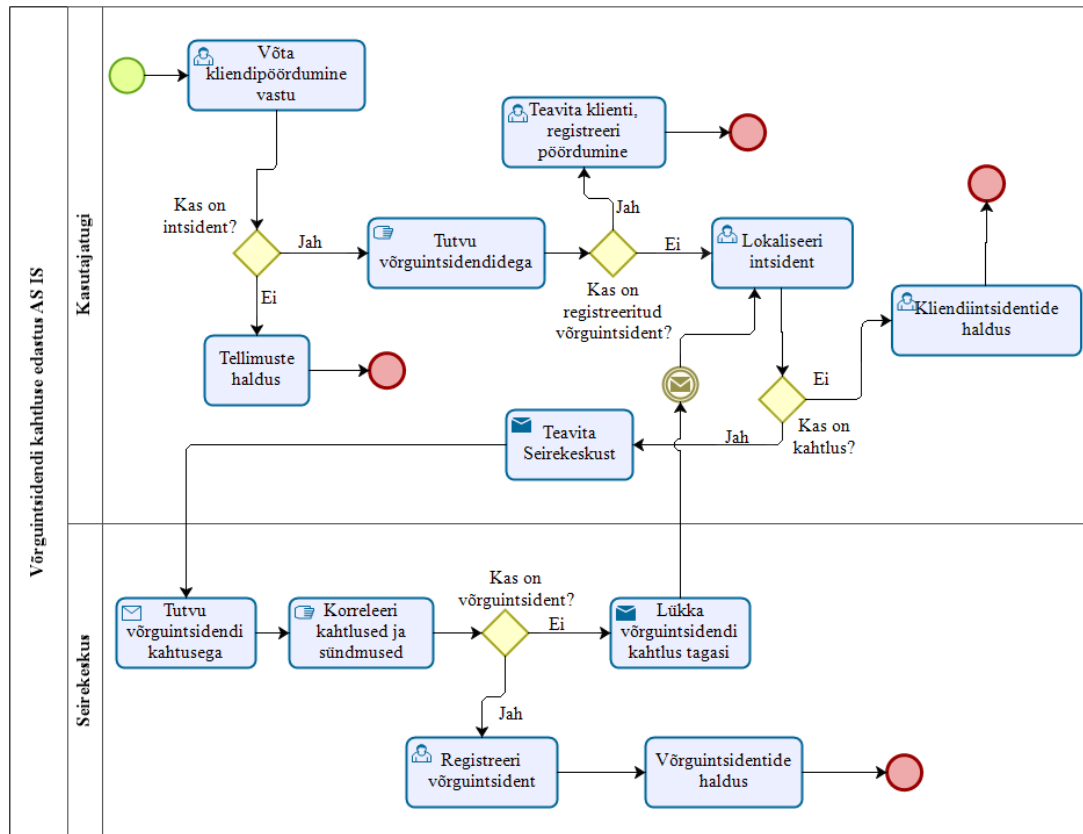 Võrguintsidendi kahtluse edastus AS IS
Kasutajatugi
Võta
kliendipöördumine
vastu
Teavita klienti,
registreeri
pöördumine
Kas on
intsident?
Jah
Tutvu
võrguintsidendidega
Jah
Ei
Lokaliseeri
intsident
Kas on
registreeritud
võrguintsident?
Kliendiintsidentide
haldus
Ei
Tellimuste
haldus
Ei
Kas on
kahtlus?
Jah
Teavita
Seirekeskust
Seirekeskus
Tutvu
võrguintsidendi
kahtusega
Korreleeri
kahtlused ja
sündmused
Kas on
võrguintsident?
Ei
Lükka
võrguintsidendi
kahtlus tagasi
Jah
Registreeri
võrguintsident
Võrguintsidentide
haldus